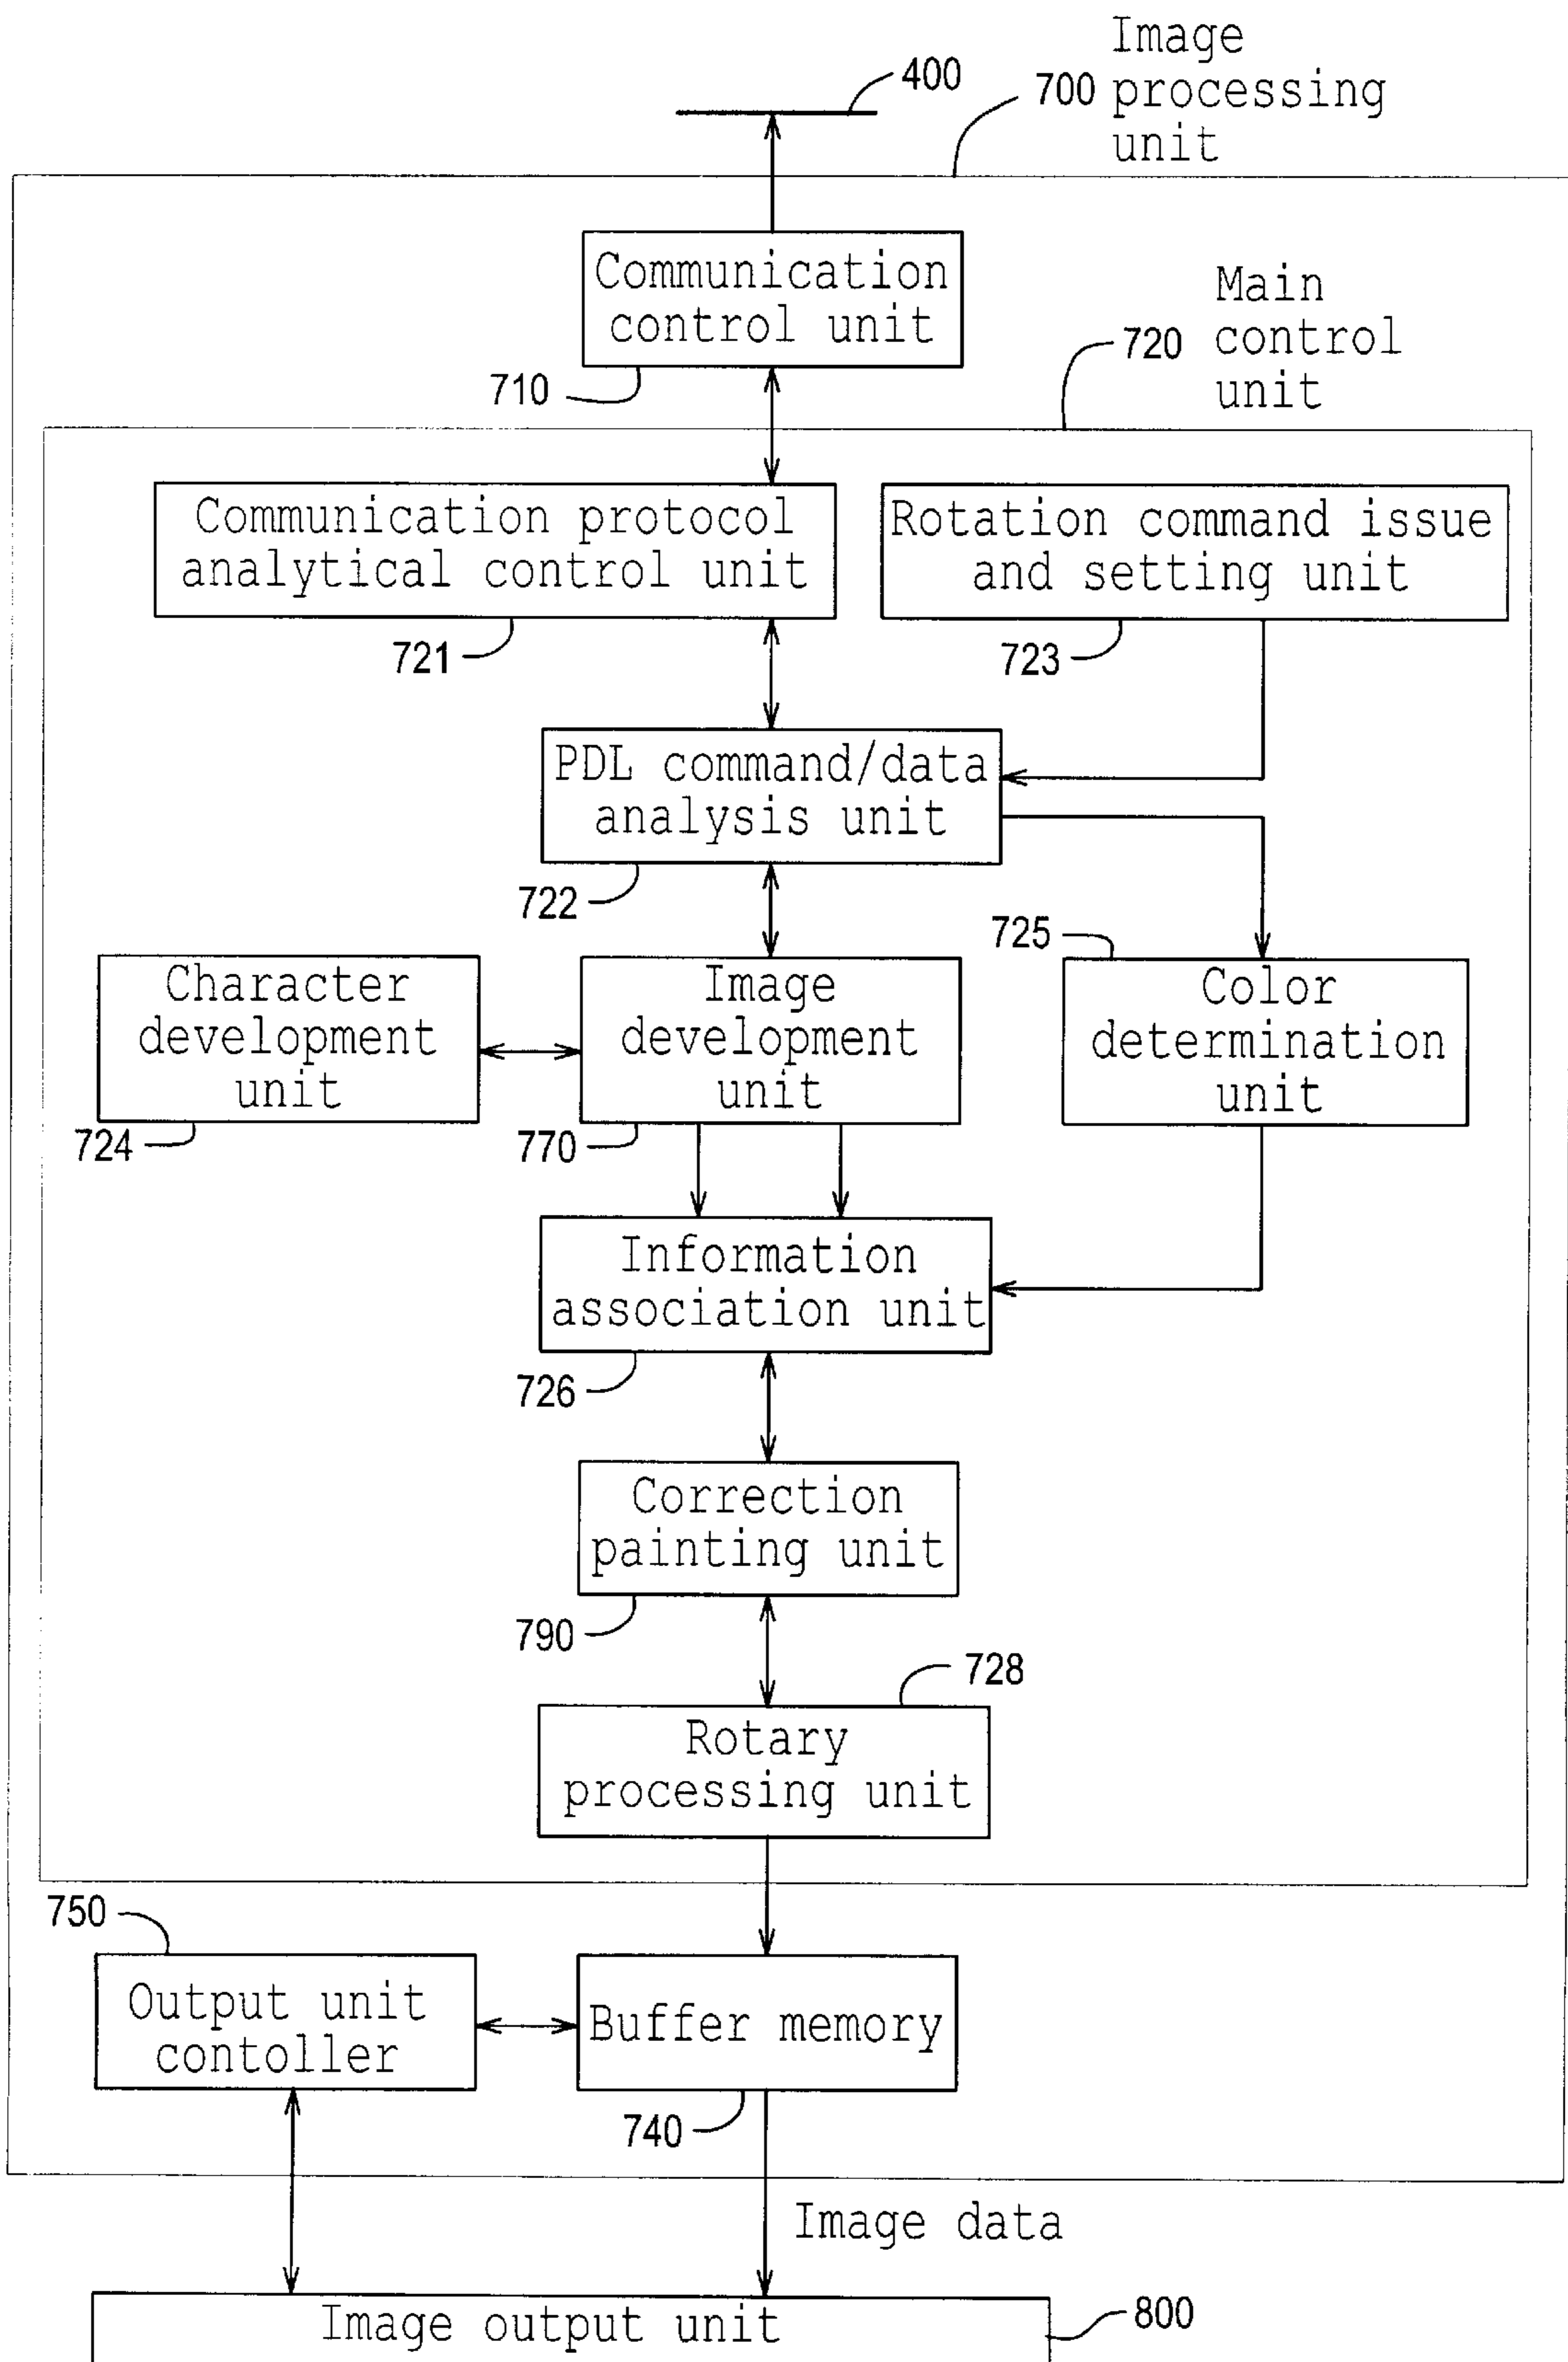 400
700
Image
processing
unit
Communication
control unit
710
720
Main
control
unit
Communication protocol
analytical control unit
721
Rotation command issue
and setting unit
723
PDL command/data
analysis unit
722
725
Character
development
unit
724
Image
development
unit
770
Color
determination
unit
Information
association unit
726
Correction
painting unit
790
728
Rotary
processing unit
750
Output unit
contoller
Buffer memory
740
Image data
Image output unit
800